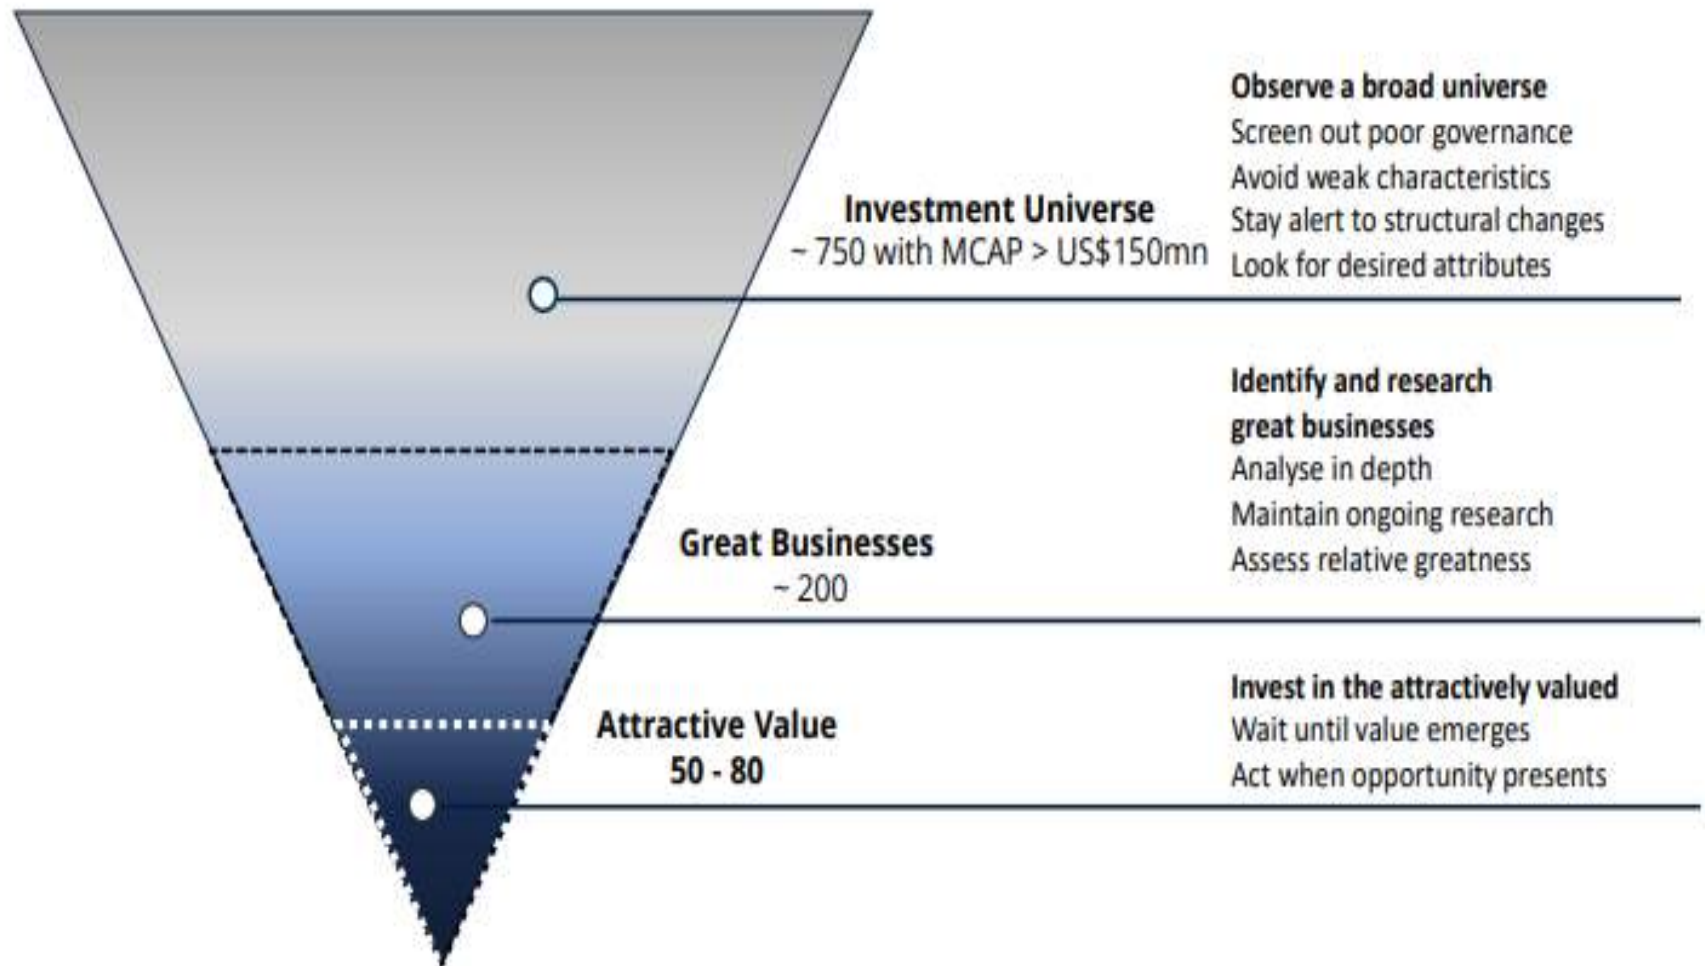 Investment Universe
~ 750 with MCAP > US$150mn
Observe a broad universe
Screen out poor governance
Avoid weak characteristics
Stay alert to structural changes
Look for desired attributes
Great Businesses
~ 200
Identify and research
great businesses
Analyse in depth
Maintain ongoing research
Assess relative greatness
Attractive Value
50 - 80
Invest in the attractively valued
Wait until value emerges
Act when opportunity presents